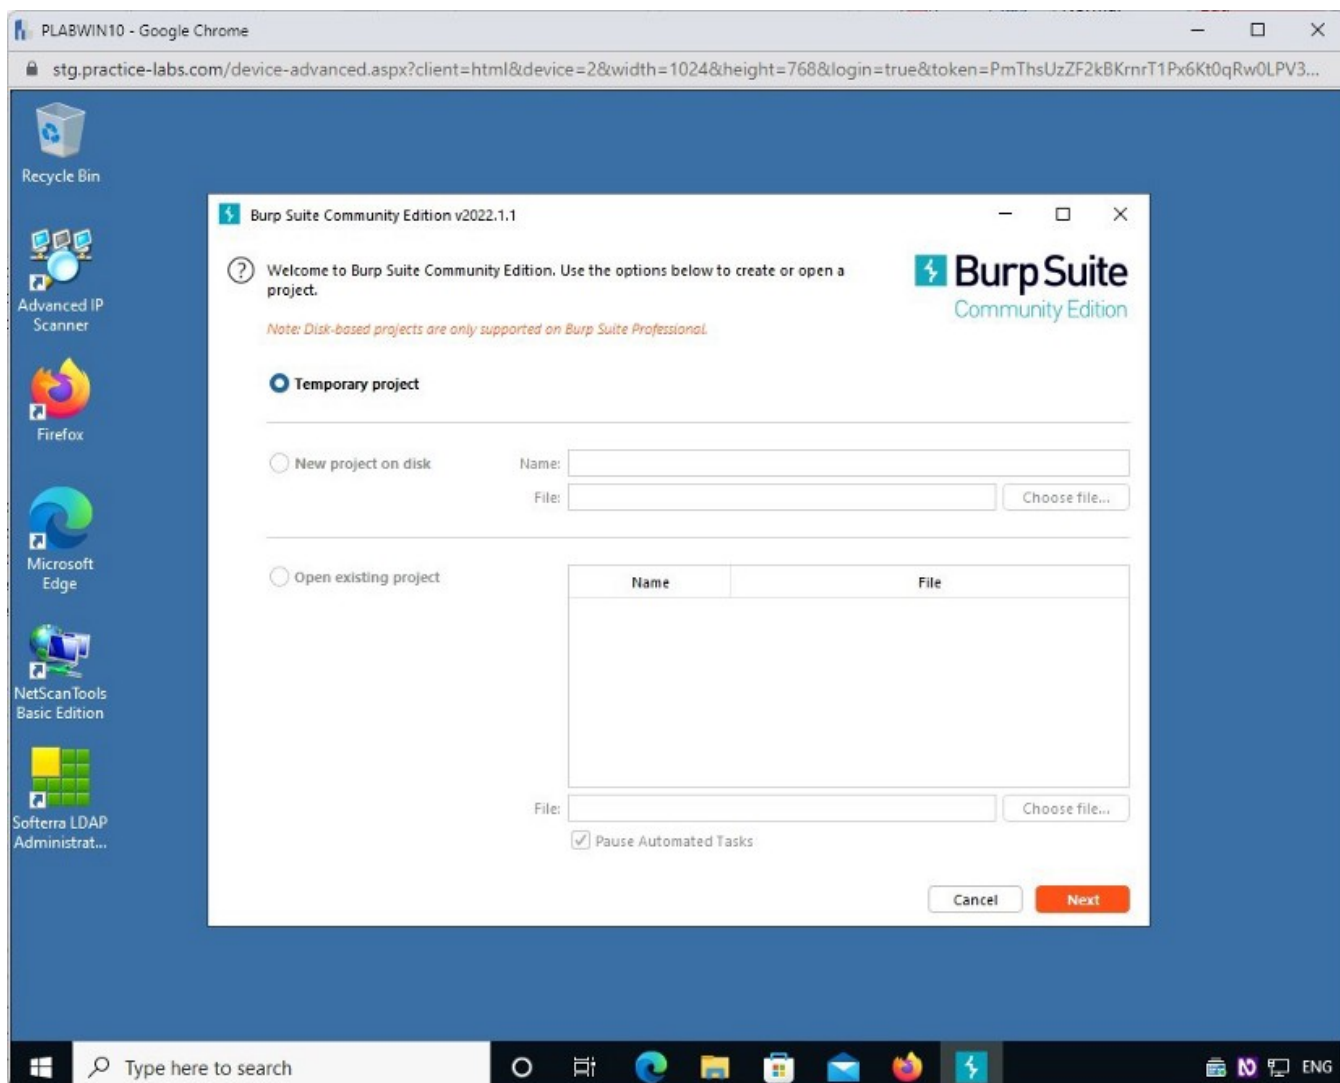 PLABWIN10 - Google Chrome
stg.practice-labs.com/device-advanced.aspx?client=html&device=2&width=1024&height=768&login=true&token=PmThsUzZF2kBKrnrT1Px6Kt0qRw0LPV3...
Recycle Bin
Advanced IP
Scanner
Firefox
Microsoft
Edge
NetScanTools
Basic Edition
Softerra LDAP
Administrat...
Burp Suite Community Edition v2022.1.1
Welcome to Burp Suite Community Edition. Use the options below to create or open a
project.
Note: Disk-based projects are only supported on Burp Suite Professional.
Burp Suite
Community Edition
Temporary project
New project on disk
Name:
File:
Choose file...
Open existing project
Name
File
File:
Choose file...
Pause Automated Tasks
Cancel
Next
Type here to search
ENG